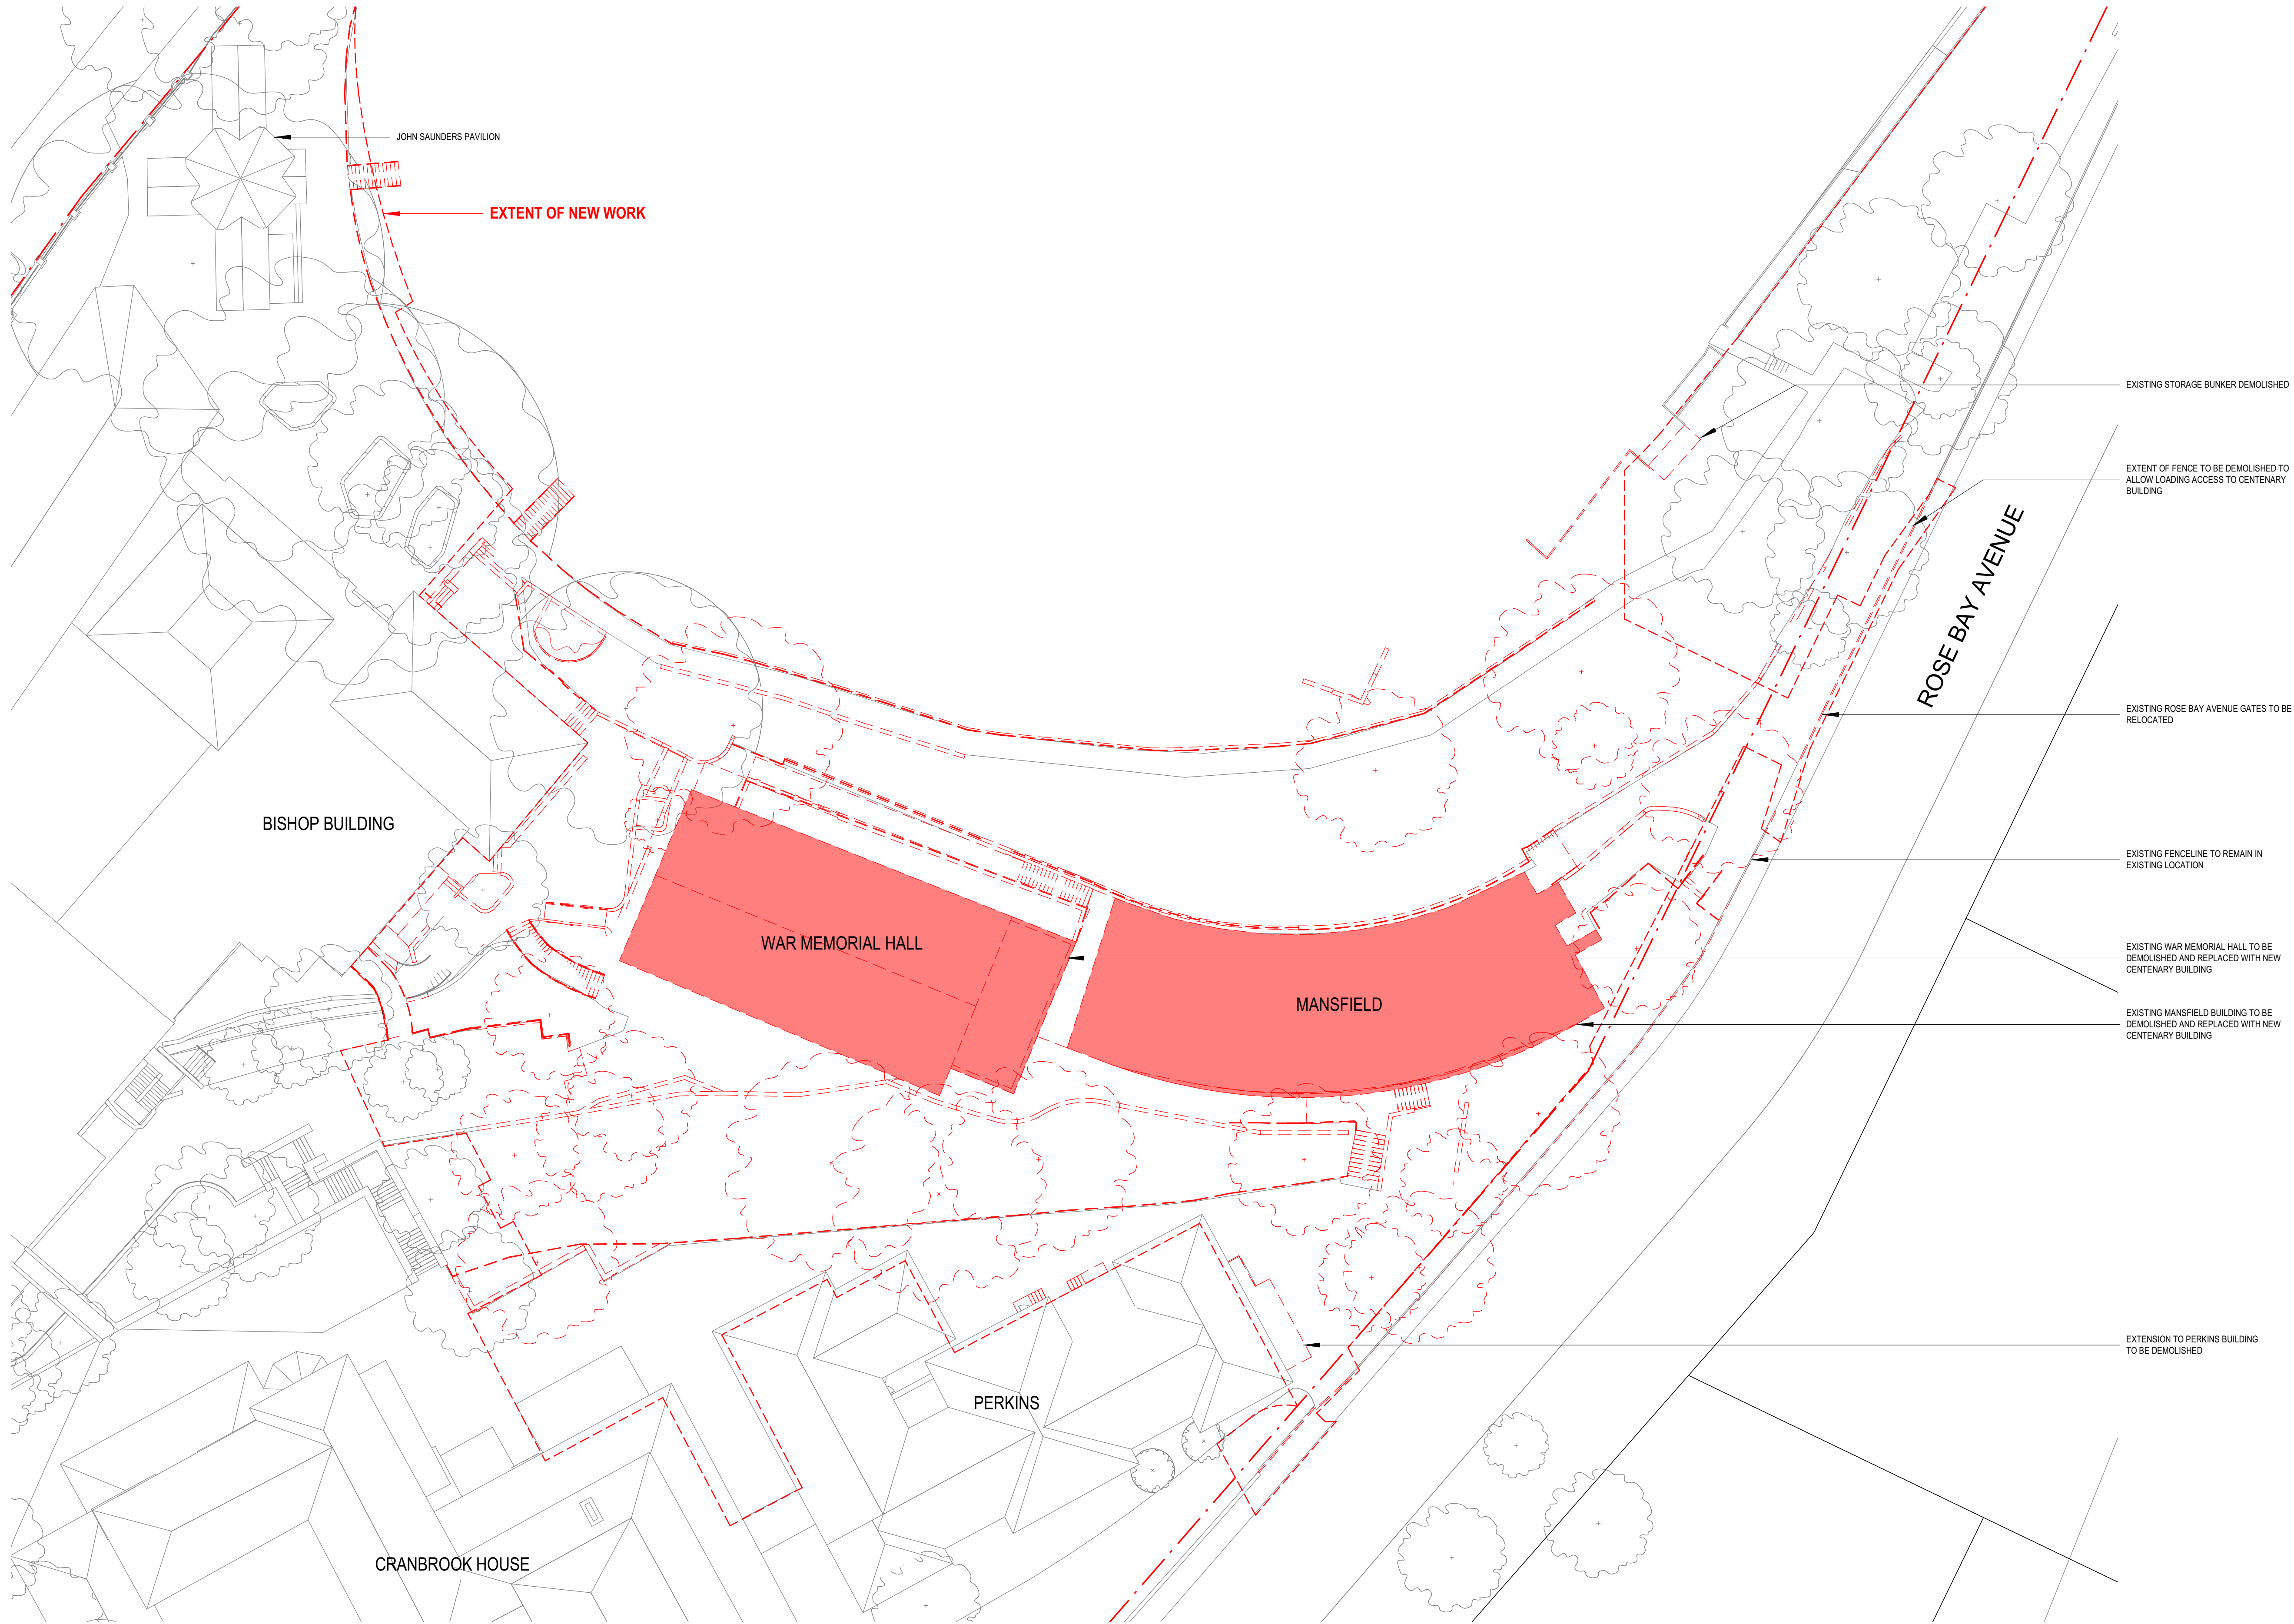 JOHN SAUNDERS PAVILION
EXTENT OF NEW WORK
EXISTING STORAGE BUNKER DEMOLISHED
EXTENT OF FENCE TO BE DEMOLISHED TO
ALLOW LOADING ACCESS TO CENTENARY
BUILDING
ROSE BAY AVENUE
EXISTING ROSE BAY AVENUE GATES TO BE
RELOCATED
BISHOP BUILDING
EXISTING FENCELINE TO REMAIN IN
EXISTING LOCATION
WAR MEMORIAL HALL
EXISTING WAR MEMORIAL HALL TO BE
DEMOLISHED AND REPLACED WITH NEW
CENTENARY BUILDING
MANSFIELD
EXISTING MANSFIELD BUILDING TO BE
DEMOLISHED AND REPLACED WITH NEW
CENTENARY BUILDING
EXTENSION TO PERKINS BUILDING
TO BE DEMOLISHED
PERKINS
CRANBROOK HOUSE